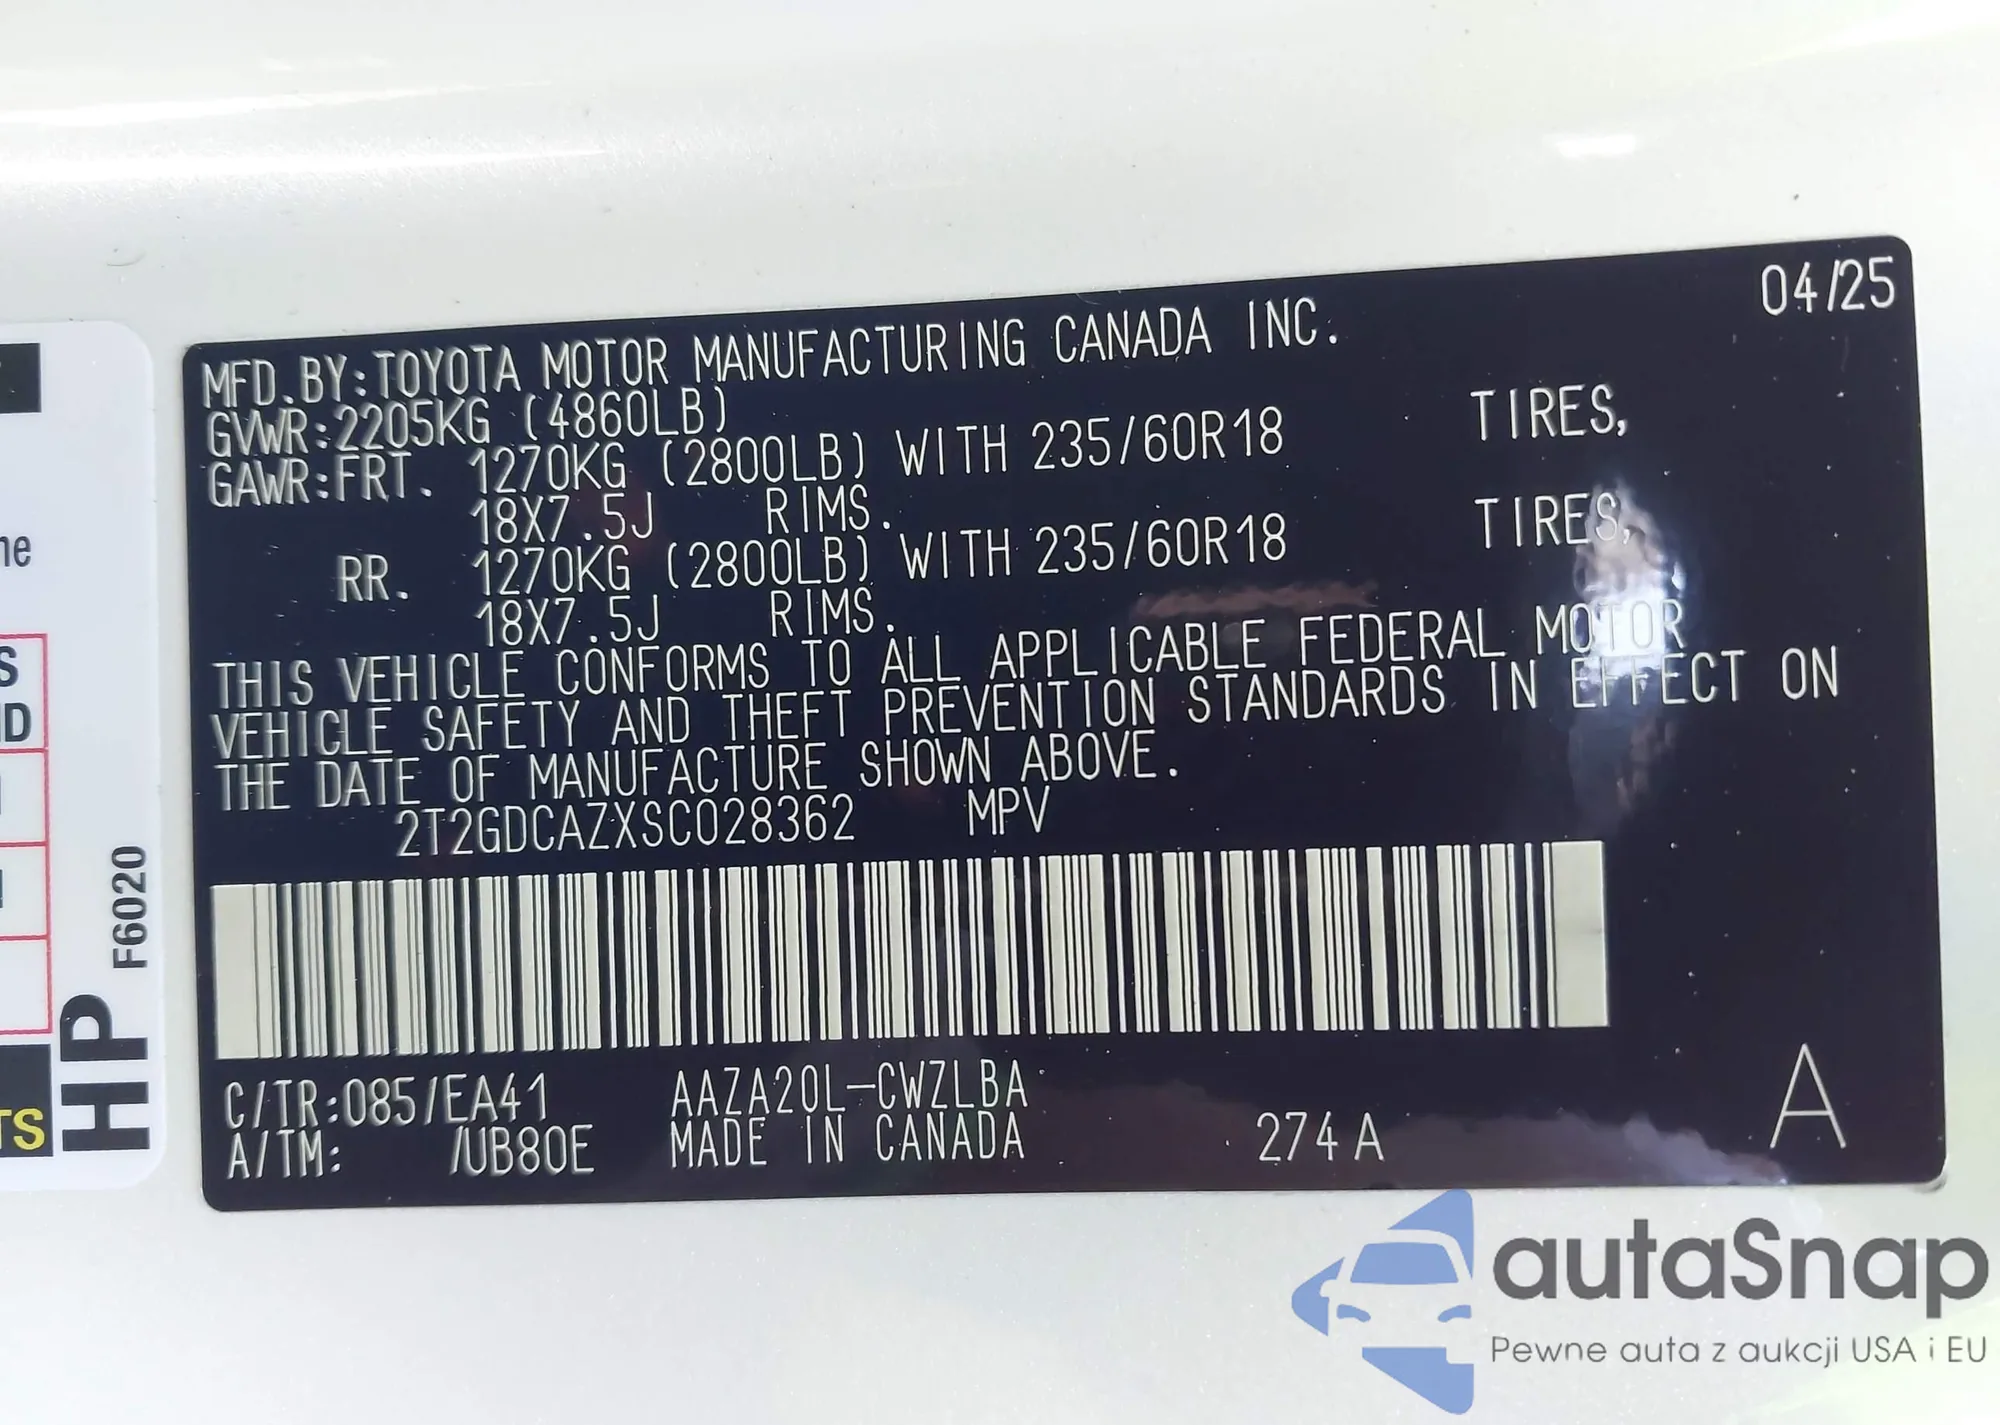 04/25
MFD.BY:TOYOTA MOTOR MANUFACTURING CANADA INC.
GVWR:2205KG (4860LB)
GAWR:FRT. 1270KG (2800LB) WITH 235/60R18 TIRES,
18X7.5J RIMS.
RR. 1270KG (2800LB) WITH 235/60R18 TIRES,
18X7.5J RIMS.
THIS VEHICLE CONFORMS TO ALL APPLICABLE FEDERAL MOTOR
VEHICLE SAFETY AND THEFT PREVENTION STANDARDS IN EFFECT ON
THE DATE OF MANUFACTURE SHOWN ABOVE.
2T2GDCAZXSC028362 MPV
C/TR:085/EA41 AAZA20L-CWZLBA
A/TM: /UB80E MADE IN CANADA 274A A
HP F6020
TS
autaSnap
Pewne auta z aukcji USA i EU